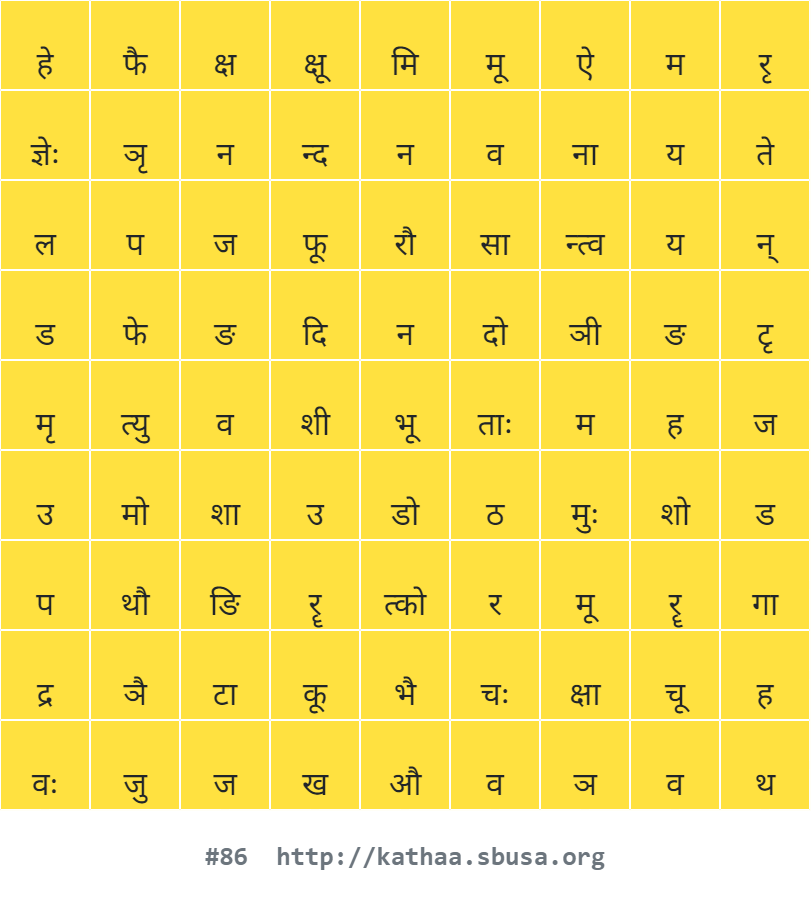 हे फै क्ष क्षू मि मू ऐ म रृ
ज्ञेः ञृ न न्द न व ना य ते
ल प ज फू रौ सा न्त्व य न्
ड फे ङ दि न दो ञी ङ टृ
मृ त्यु व शी भू ताः म ह ज
उ मो शा उ डो ठ मुः शो ड
प थौ ङि रॄ त्को र मू रॄ गा
द्र ञै टा कू भै चः क्षा चू ह
वः जु ज ख औ व ञ व थ
#86 http://kathaa.sbusa.org